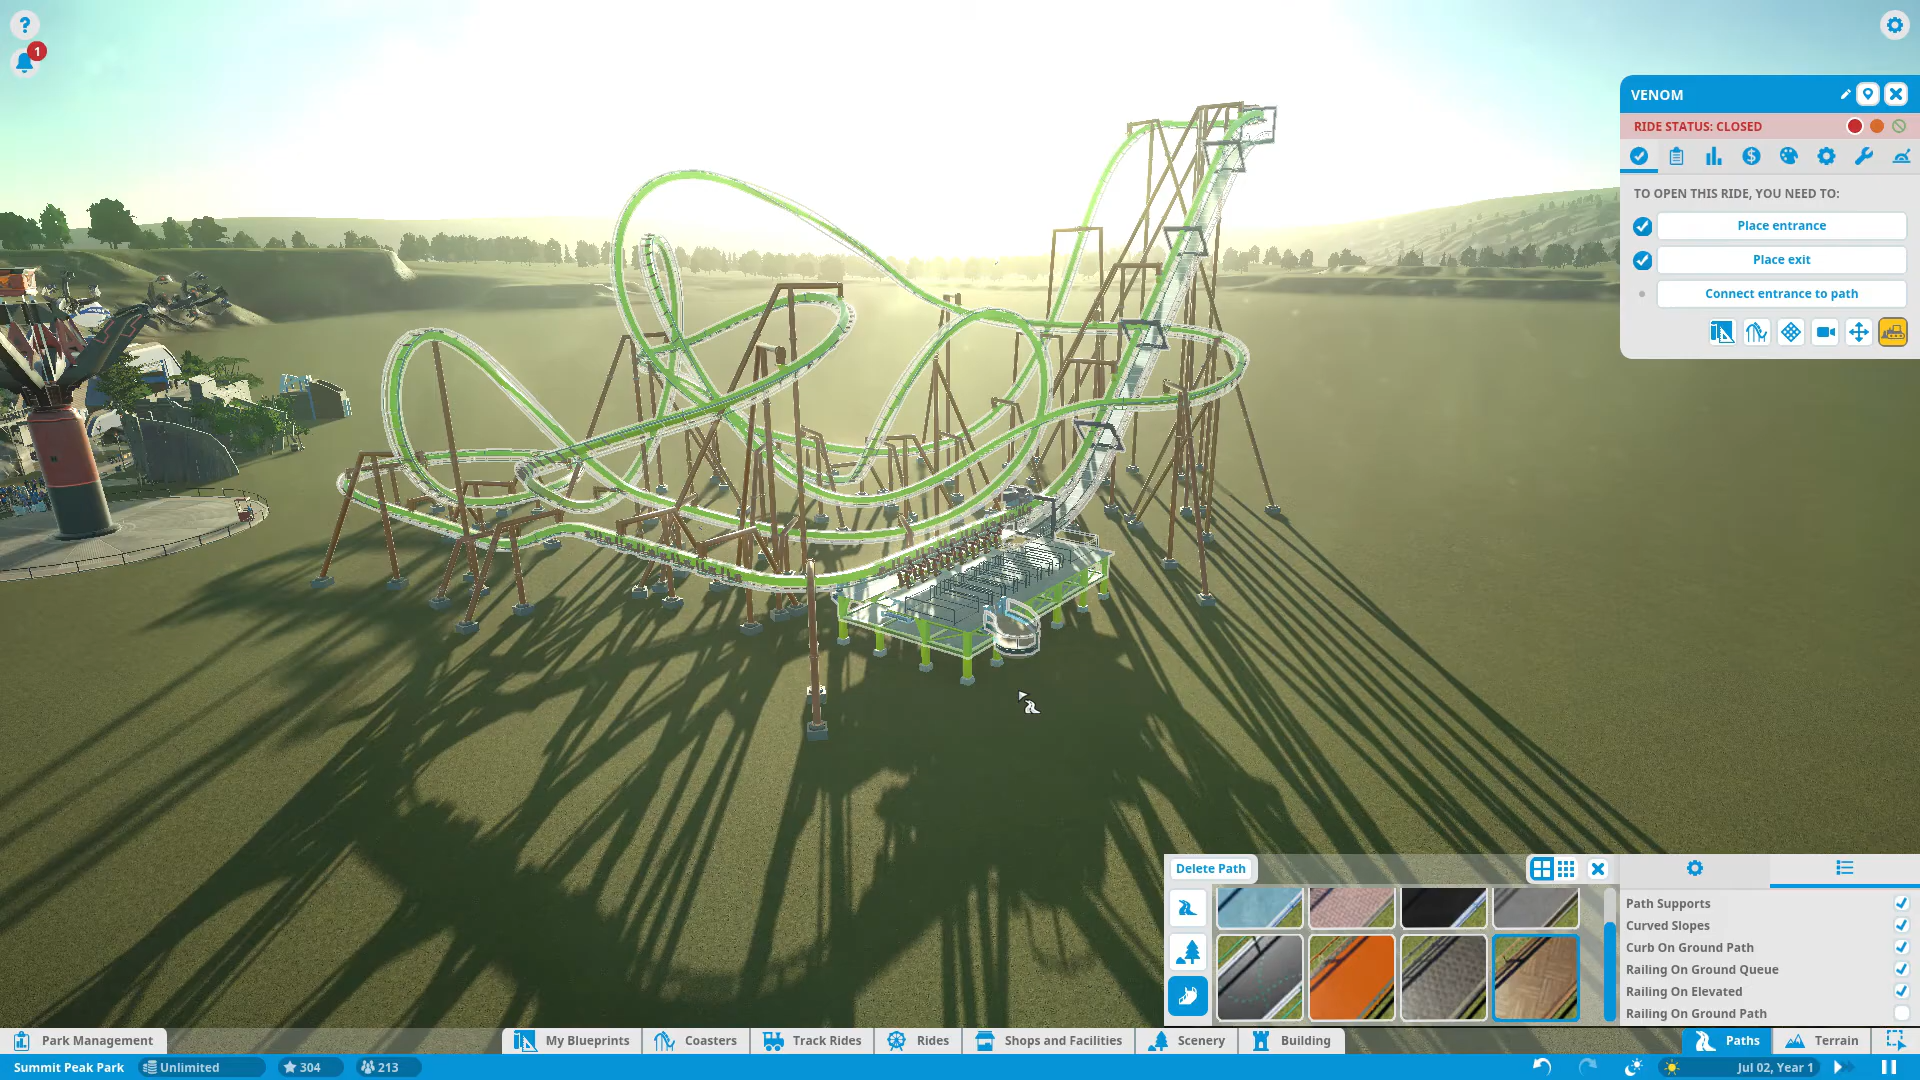 ?
1
VENOM
RIDE STATUS: CLOSED
TO OPEN THIS RIDE, YOU NEED TO:
Place entrance
Place exit
Connect entrance to path
Delete Path
Path Supports
Curved Slopes
Curb On Ground Path
Railing On Ground Queue
Railing On Elevated
Railing On Ground Path
Park Management
My Blueprints
Coasters
Track Rides
Rides
Shops and Facilities
Scenery
Building
Paths
Terrain
Summit Peak Park
Unlimited
304
213
Jul 02, Year 1